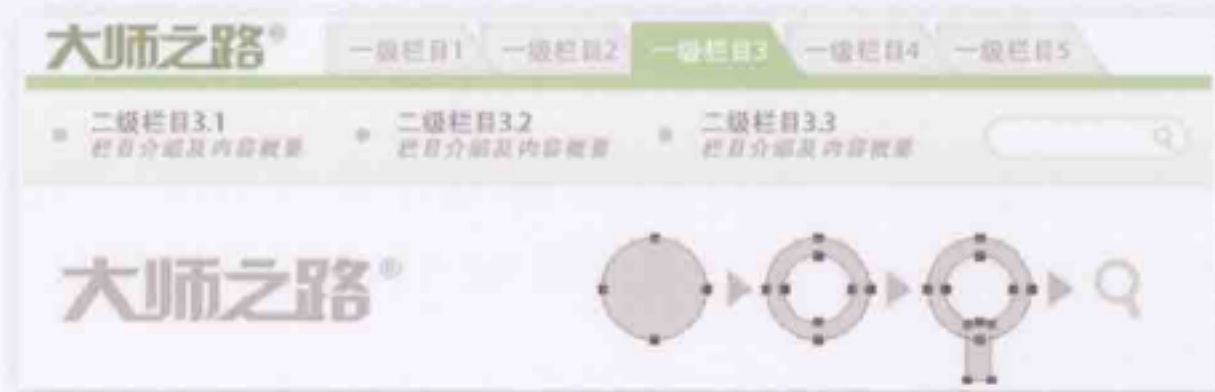 大师之路®
一级栏目1 一级栏目2 一级栏目3 一级栏目4 一级栏目5
二级栏目3.1 二级栏目3.2 二级栏目3.3
栏目介绍及内容概要 栏目介绍及内容概要 栏目介绍及内容概要
大师之路®